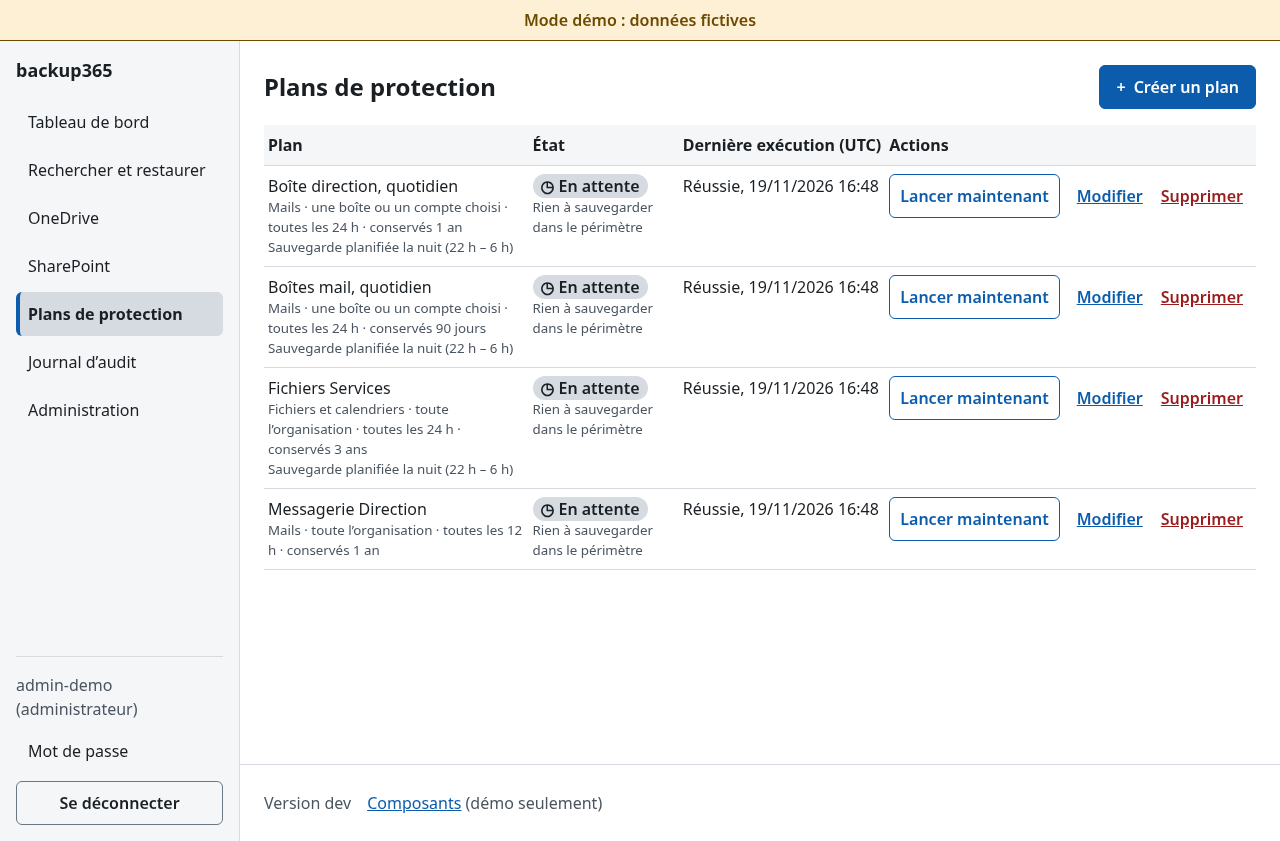 Mode démo : données fictives
backup365
Tableau de bord
Rechercher et restaurer
OneDrive
SharePoint
Plans de protection
Journal d’audit
Administration
admin-demo
(administrateur)
Mot de passe
Se déconnecter
Plans de protection
+ Créer un plan
Plan État Dernière exécution (UTC) Actions
Boîte direction, quotidien
Mails · une boîte ou un compte choisi ·
toutes les 24 h · conservés 1 an
Sauvegarde planifiée la nuit (22 h – 6 h)
En attente
Rien à sauvegarder
dans le périmètre
Réussie, 19/11/2026 16:48
Lancer maintenant Modifier Supprimer
Boîtes mail, quotidien
Mails · une boîte ou un compte choisi ·
toutes les 24 h · conservés 90 jours
Sauvegarde planifiée la nuit (22 h – 6 h)
En attente
Rien à sauvegarder
dans le périmètre
Réussie, 19/11/2026 16:48
Lancer maintenant Modifier Supprimer
Fichiers Services
Fichiers et calendriers · toute
l’organisation · toutes les 24 h ·
conservés 3 ans
Sauvegarde planifiée la nuit (22 h – 6 h)
En attente
Rien à sauvegarder
dans le périmètre
Réussie, 19/11/2026 16:48
Lancer maintenant Modifier Supprimer
Messagerie Direction
Mails · toute l’organisation · toutes les 12
h · conservés 1 an
En attente
Rien à sauvegarder
dans le périmètre
Réussie, 19/11/2026 16:48
Lancer maintenant Modifier Supprimer
Version dev Composants (démo seulement)